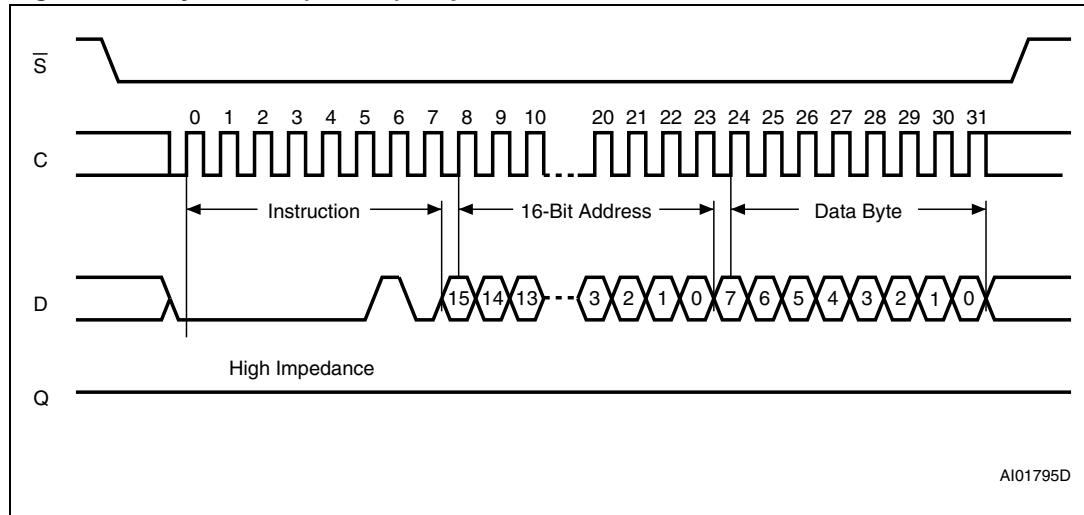 S
0 1 2 3 4 5 6 7 8 9 10 20 21 22 23 24 25 26 27 28 29 30 31
C
Instruction 16-Bit Address Data Byte
D
15 14 13 3 2 1 0 7 6 5 4 3 2 1 0
High Impedance
Q
AI01795D